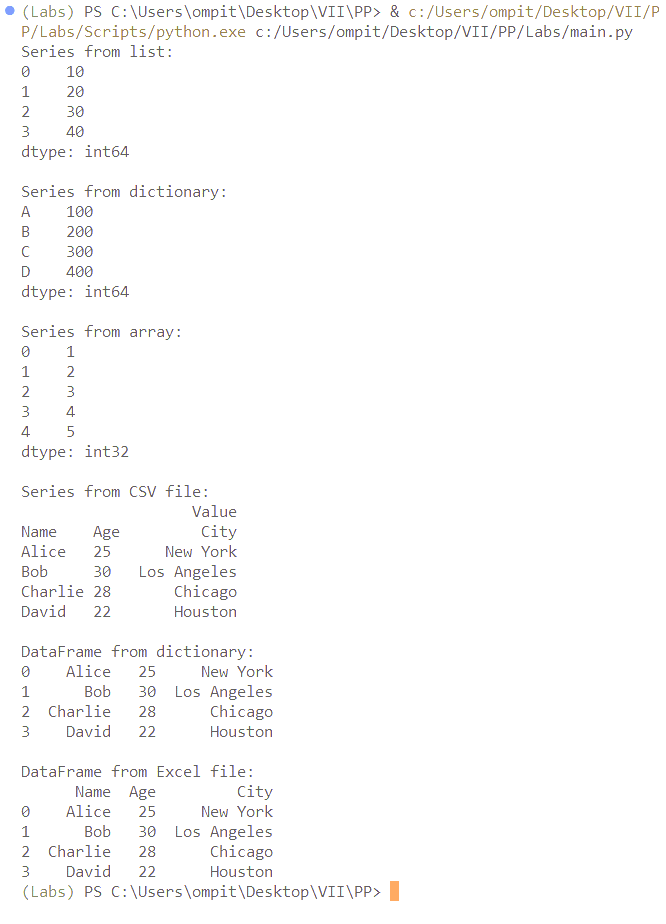 (Labs) PS C:\Users\ompit\Desktop\VII\PP> & c:/Users/ompit/Desktop/VII/P
P/Labs/Scripts/python.exe c:/Users/ompit/Desktop/VII/PP/Labs/main.py
Series from list:
0    10
1    20
2    30
3    40
dtype: int64

Series from dictionary:
A    100
B    200
C    300
D    400
dtype: int64

Series from array:
0    1
1    2
2    3
3    4
4    5
dtype: int32

Series from CSV file:
                   Value
Name    Age         City
Alice   25      New York
Bob     30   Los Angeles
Charlie 28       Chicago
David   22       Houston

DataFrame from dictionary:
0    Alice   25     New York
1      Bob   30  Los Angeles
2  Charlie   28      Chicago
3    David   22      Houston

DataFrame from Excel file:
      Name  Age         City
0    Alice   25     New York
1      Bob   30  Los Angeles
2  Charlie   28      Chicago
3    David   22      Houston
(Labs) PS C:\Users\ompit\Desktop\VII\PP>